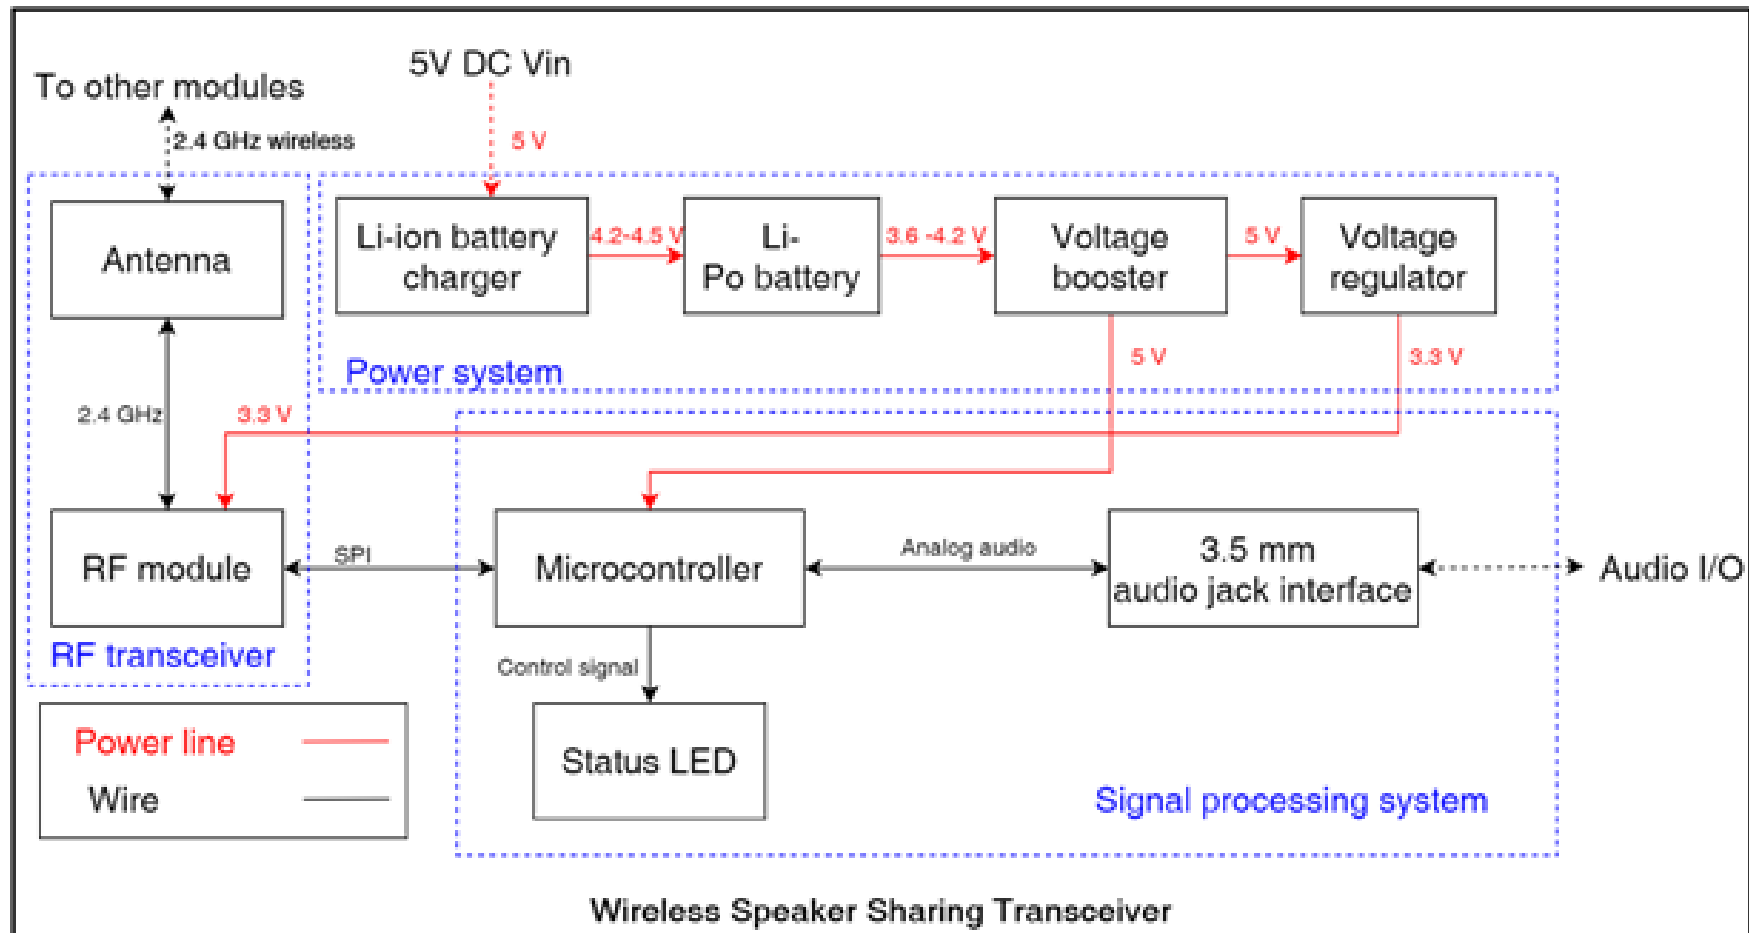 5V DC Vin
To other modules
2.4 GHz wireless
5 V
Antenna
Li-ion battery
charger
4.2-4.5 V
Li-
Po battery
3.6 -4.2 V
Voltage
booster
5 V
Voltage
regulator
Power system
5 V
3.3 V
2.4 GHz
3.3 V
RF module
SPI
Microcontroller
Analog audio
3.5 mm
audio jack interface
Audio I/O
RF transceiver
Control signal
Status LED
Power line
Wire
Signal processing system
Wireless Speaker Sharing Transceiver